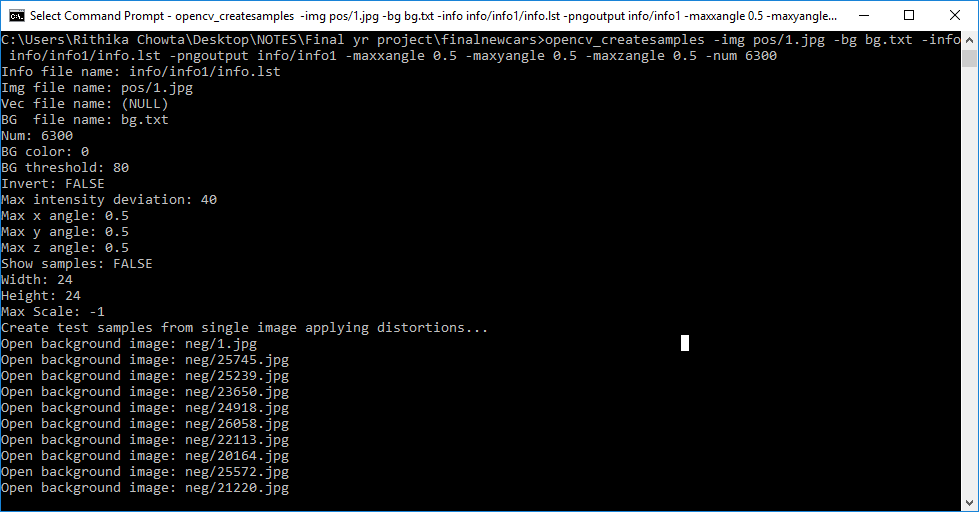 Select Command Prompt - opencv_createsamples -img pos/1.jpg -bg bg.txt -info info/info1/info.lst -pngoutput info/info1 -maxxangle 0.5 -maxyangle...
C:\Users\Rithika Chowta\Desktop\NOTES\Final yr project\finalnewcars>opencv_createsamples -img pos/1.jpg -bg bg.txt -info
info/info1/info.lst -pngoutput info/info1 -maxxangle 0.5 -maxyangle 0.5 -maxzangle 0.5 -num 6300
Info file name: info/info1/info.lst
Img file name: pos/1.jpg
Vec file name: (NULL)
BG  file name: bg.txt
Num: 6300
BG color: 0
BG threshold: 80
Invert: FALSE
Max intensity deviation: 40
Max x angle: 0.5
Max y angle: 0.5
Max z angle: 0.5
Show samples: FALSE
Width: 24
Height: 24
Max Scale: -1
Create test samples from single image applying distortions...
Open background image: neg/1.jpg
Open background image: neg/25745.jpg
Open background image: neg/25239.jpg
Open background image: neg/23650.jpg
Open background image: neg/24918.jpg
Open background image: neg/26058.jpg
Open background image: neg/22113.jpg
Open background image: neg/20164.jpg
Open background image: neg/25572.jpg
Open background image: neg/21220.jpg